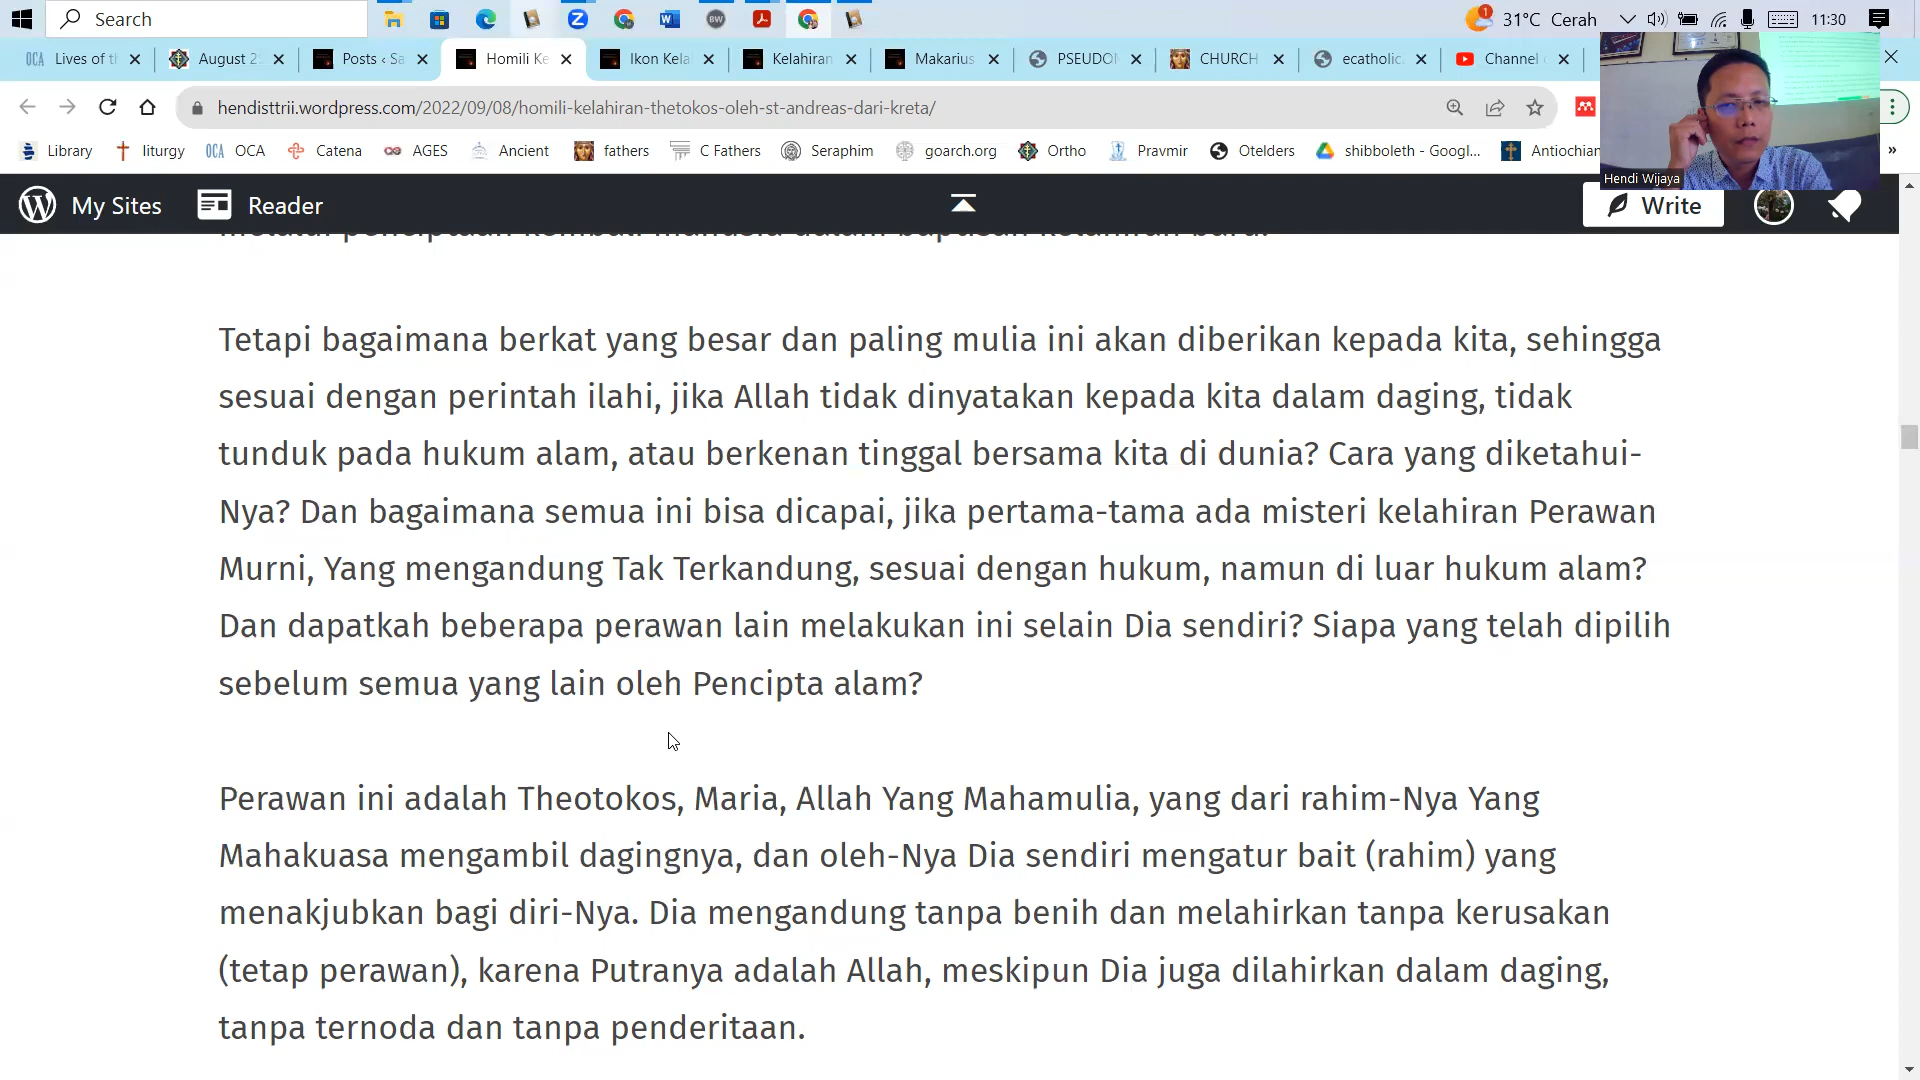 Search
1
31°C Cerah
11:30
Lives of t
August 2
Posts ‹ Sa
Homili Ke
Ikon Kela
Kelahiran
Makarius
PSEUDO
CHURCH
ecatholic
Channel
hendisttrii.wordpress.com/2022/09/08/homili-kelahiran-thetokos-oleh-st-andreas-dari-kreta/
Library
liturgy
OCA
Catena
AGES
Ancient
fathers
C Fathers
Seraphim
goarch.org
Ortho
Pravmir
Otelders
shibboleth - Googl...
Antiochian
»
Hendi Wijaya
My Sites
Reader
Write
Tetapi bagaimana berkat yang besar dan paling mulia ini akan diberikan kepada kita, sehingga
sesuai dengan perintah ilahi, jika Allah tidak dinyatakan kepada kita dalam daging, tidak
tunduk pada hukum alam, atau berkenan tinggal bersama kita di dunia? Cara yang diketahui-
Nya? Dan bagaimana semua ini bisa dicapai, jika pertama-tama ada misteri kelahiran Perawan
Murni, Yang mengandung Tak Terkandung, sesuai dengan hukum, namun di luar hukum alam?
Dan dapatkah beberapa perawan lain melakukan ini selain Dia sendiri? Siapa yang telah dipilih
sebelum semua yang lain oleh Pencipta alam?
Perawan ini adalah Theotokos, Maria, Allah Yang Mahamulia, yang dari rahim-Nya Yang
Mahakuasa mengambil dagingnya, dan oleh-Nya Dia sendiri mengatur bait (rahim) yang
menakjubkan bagi diri-Nya. Dia mengandung tanpa benih dan melahirkan tanpa kerusakan
(tetap perawan), karena Putranya adalah Allah, meskipun Dia juga dilahirkan dalam daging,
tanpa ternoda dan tanpa penderitaan.